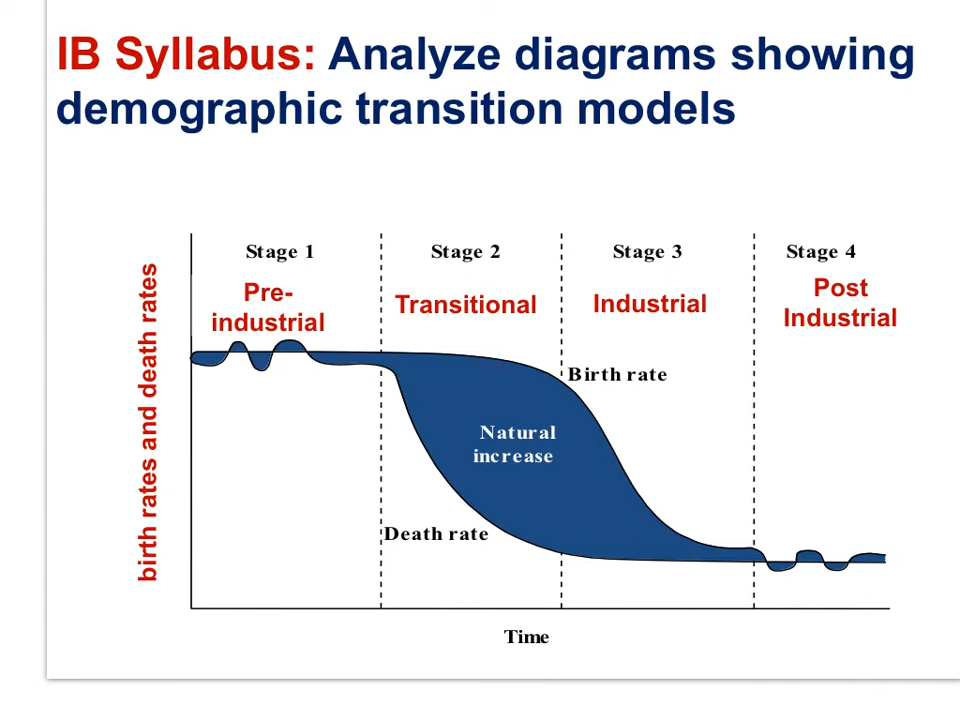 IB Syllabus: Analyze diagrams showing
demographic transition models
Stage 1
Stage 2
Stage 3
Stage 4
Pre-
industrial
Transitional
Industrial
Post
Industrial
birth rates and death rates
Birth rate
Natural
increase
Death rate
Time